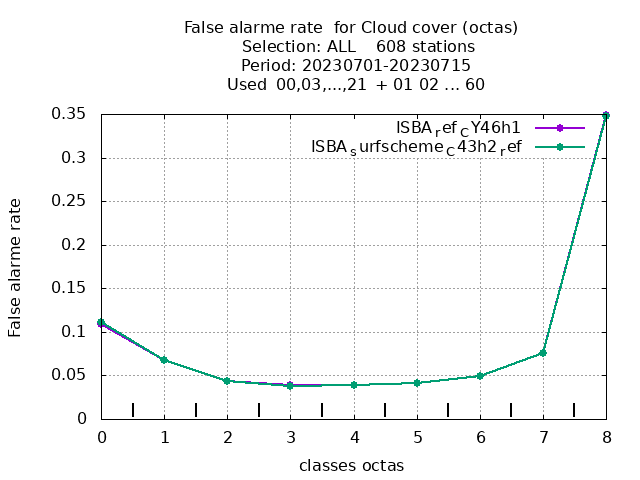 False alarme rate  for Cloud cover (octas)
Selection: ALL    608 stations
Period: 20230701-20230715
Used  00,03,...,21  + 01 02 ... 60
ISBA_ref_CY46h1
ISBA_surfscheme_C43h2_ref
0.35
0.3
0.25
0.2
0.15
0.1
0.05
0
False alarme rate
0 1 2 3 4 5 6 7 8
classes octas